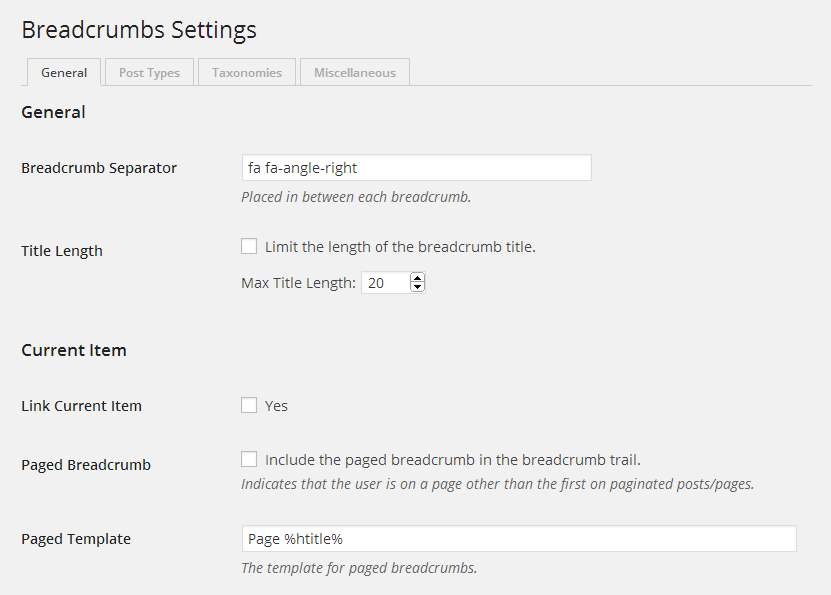 Breadcrumbs Settings
General Post Types Taxonomies Miscellaneous
General
Breadcrumb Separator fa fa-angle-right
Placed in between each breadcrumb.
Title Length Limit the length of the breadcrumb title.
Max Title Length: 20
Current Item
Link Current Item Yes
Paged Breadcrumb Include the paged breadcrumb in the breadcrumb trail.
Indicates that the user is on a page other than the first on paginated posts/pages.
Paged Template Page %htitle%
The template for paged breadcrumbs.